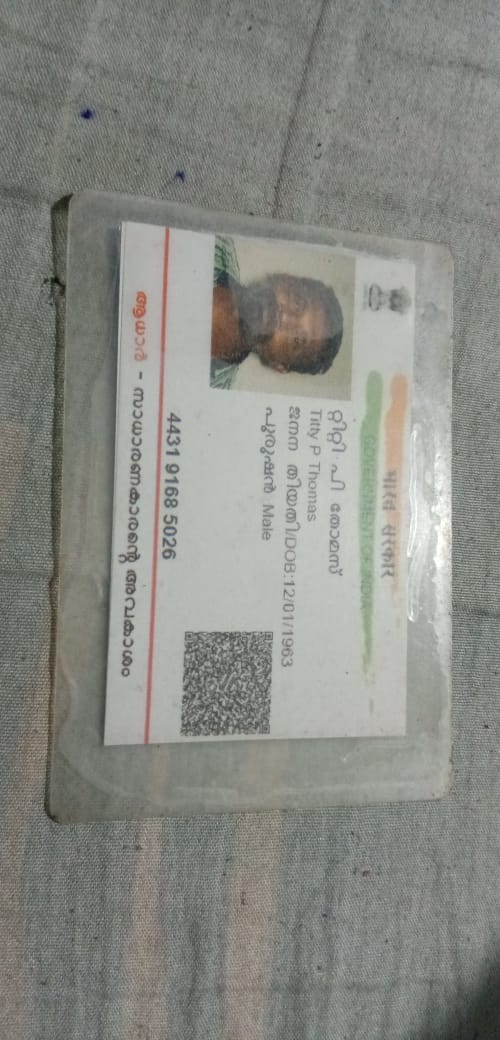 भारत सरकार
GOVERNMENT OF INDIA
റ്റിറ്റി പി തോമസ്
Titty P Thomas
ജനന തിയതി/DOB:12/01/1963
പുരുഷൻ Male
4431 9168 5026
ആധാർ - സാധാരണക്കാരന്റെ അവകാശം